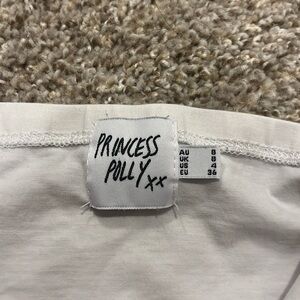 PRINCESS
POLLY xx
AU 8
UK 8
US 4
EU 36